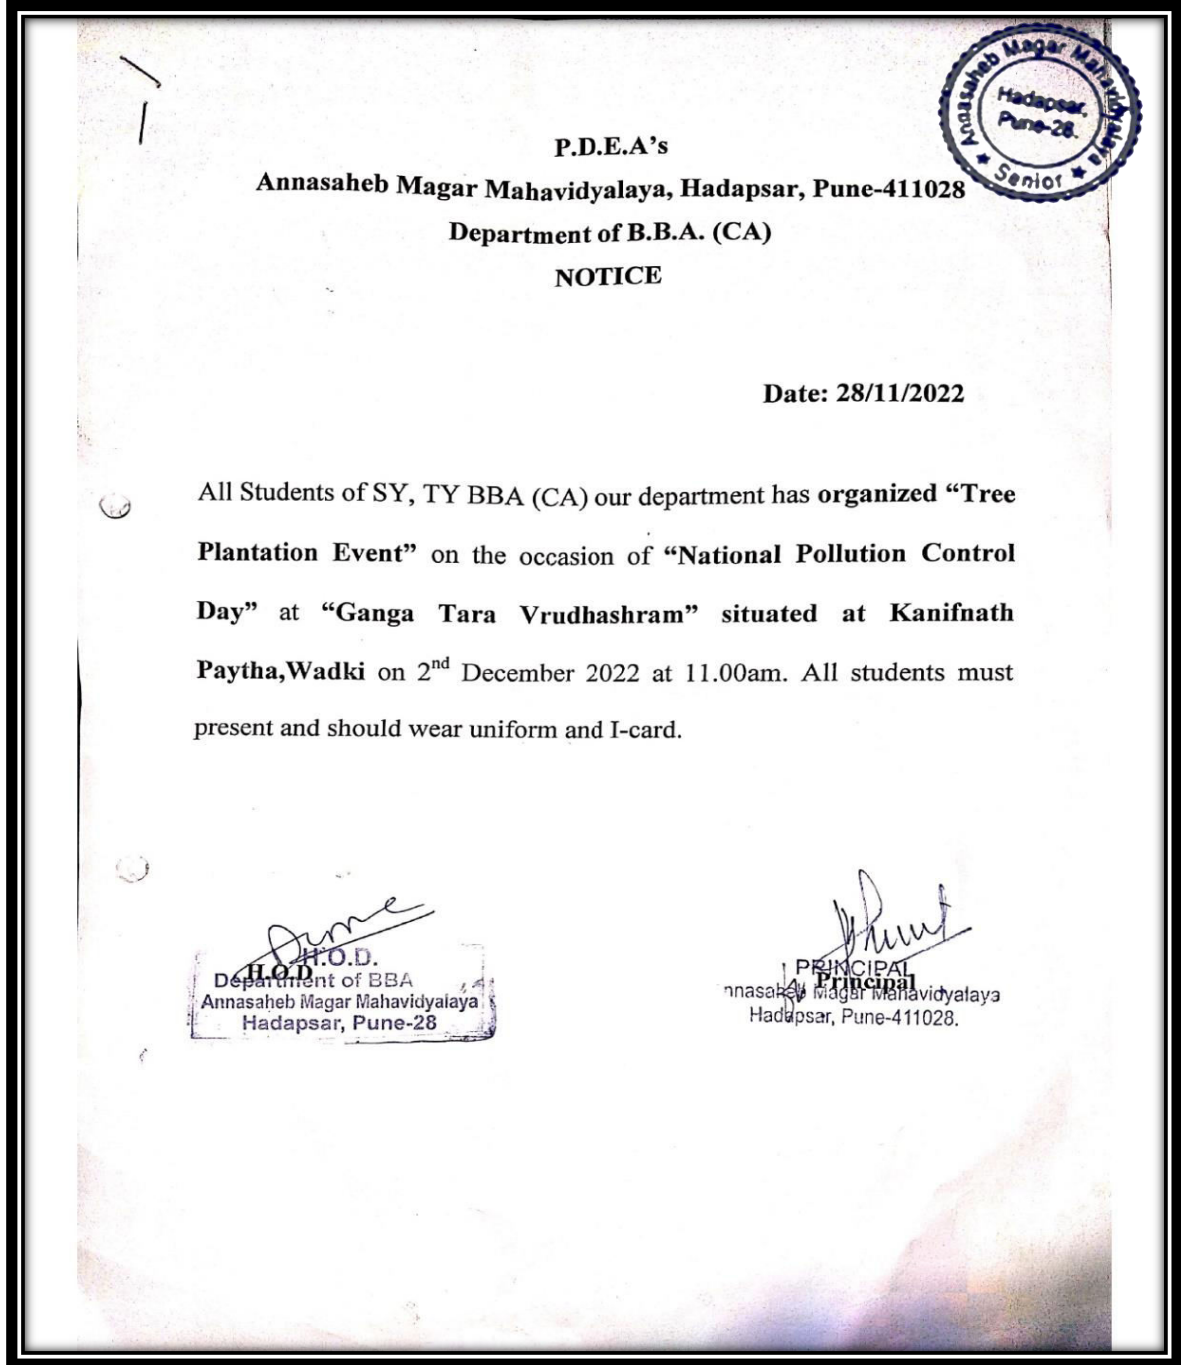 Annasaheb Magar Mahavidyalaya
Hadapsar,
Pune-28.
★ Senior ★
P.D.E.A's
Annasaheb Magar Mahavidyalaya, Hadapsar, Pune-411028
Department of B.B.A. (CA)
NOTICE
Date: 28/11/2022
All Students of SY, TY BBA (CA) our department has organized “Tree
Plantation Event” on the occasion of “National Pollution Control
Day” at “Ganga Tara Vrudhashram” situated at Kanifnath
Paytha,Wadki on 2nd December 2022 at 11.00am. All students must
present and should wear uniform and I-card.
H.O.D.
H.O.D
Department of BBA
Annasaheb Magar Mahavidyalaya
Hadapsar, Pune-28
PRINCIPAL
Principal
nnasaheb Magar Mahavidyalaya
Hadapsar, Pune-411028.